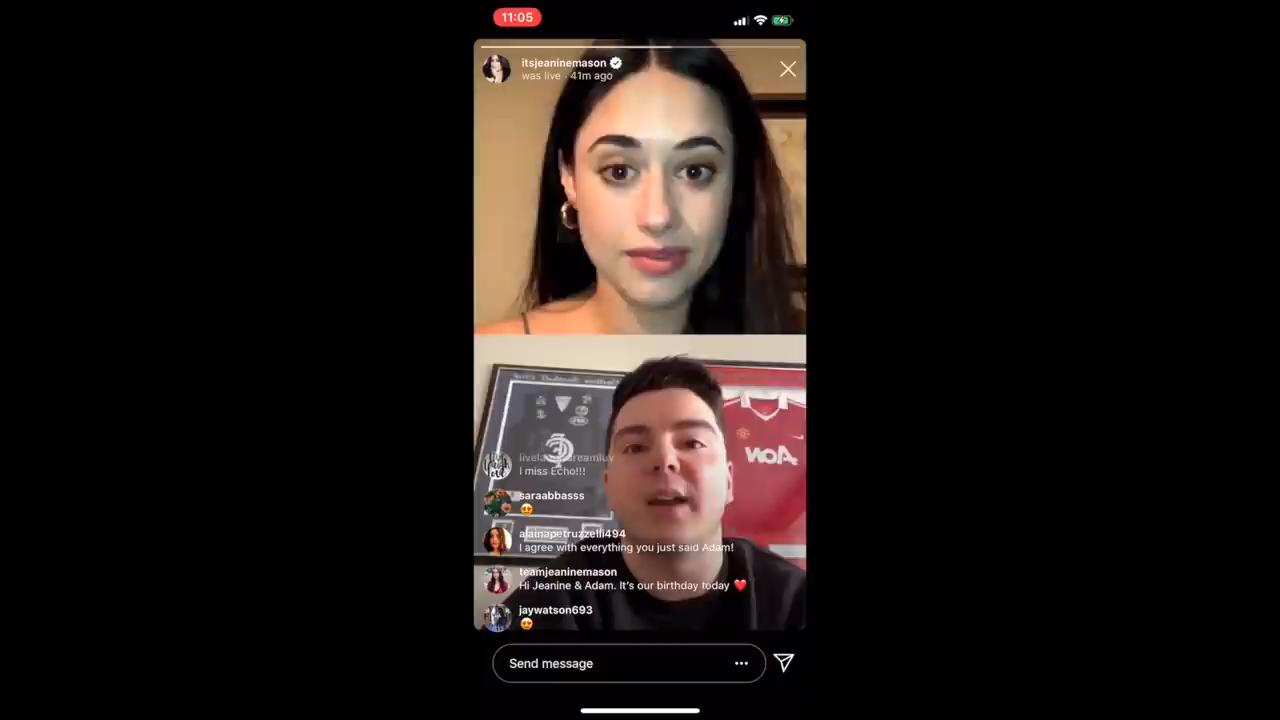 11:05
itsjeaninemason
was live · 41m ago
I miss Echo!!!
saraabbasss
😍
alainapetruzzelli494
I agree with everything you just said Adam!
teamjeaninemason
Hi Jeanine & Adam. It's our birthday today ❤️
jaywatson693
😍
Send message